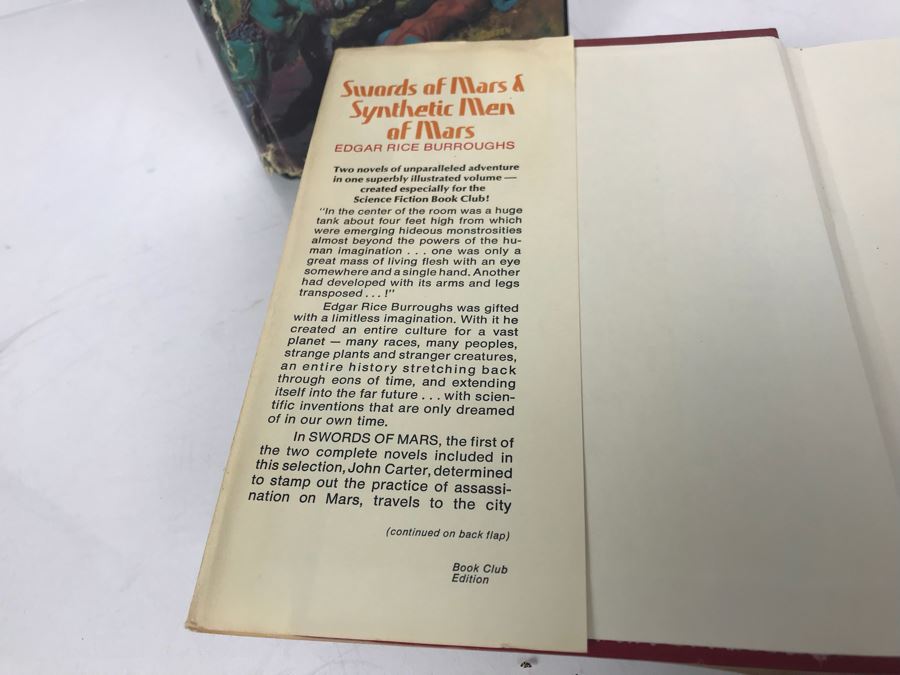 Swords of Mars &
Synthetic Men
of Mars
EDGAR RICE BURROUGHS
Two novels of unparalleled adventure
in one superbly illustrated volume —
created especially for the
Science Fiction Book Club!
"In the center of the room was a huge
tank about four feet high from which
were emerging hideous monstrosities
almost beyond the powers of the hu-
man imagination . . . one was only a
great mass of living flesh with an eye
somewhere and a single hand. Another
had developed with its arms and legs
transposed . . . !"
Edgar Rice Burroughs was gifted
with a limitless imagination. With it he
created an entire culture for a vast
planet — many races, many peoples,
strange plants and stranger creatures,
an entire history stretching back
through eons of time, and extending
itself into the far future . . . with scien-
tific inventions that are only dreamed
of in our own time.
In SWORDS OF MARS, the first of
the two complete novels included in
this selection, John Carter, determined
to stamp out the practice of assassi-
nation on Mars, travels to the city
(continued on back flap)
Book Club
Edition